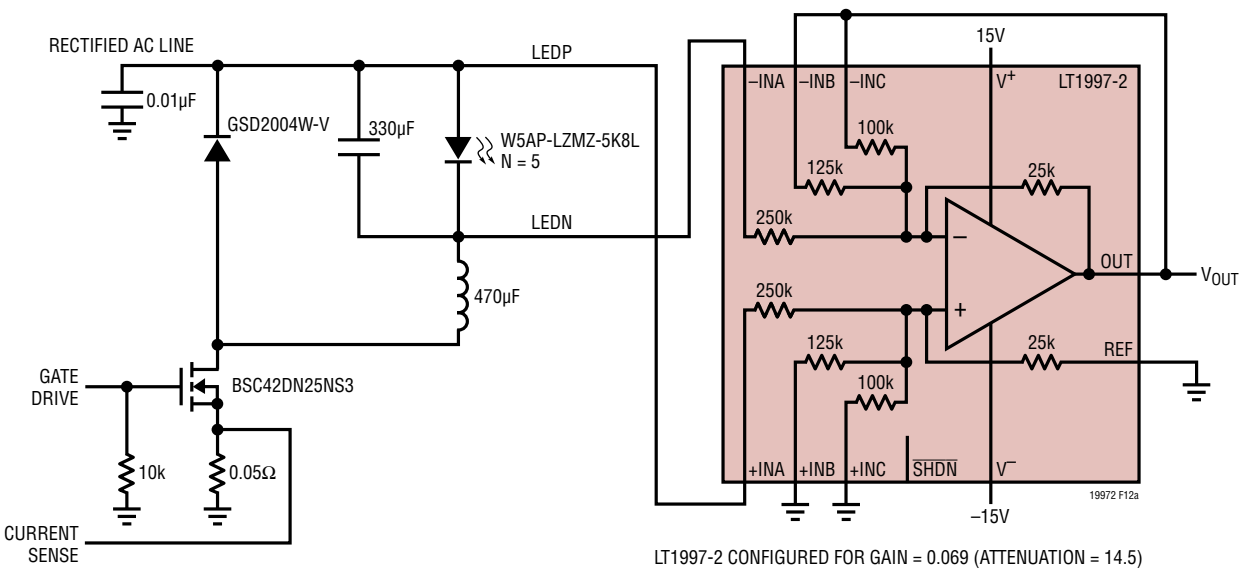 RECTIFIED AC LINE
0.01µF
GSD2004W-V
330µF
LEDP
W5AP-LZMZ-5K8L
N = 5
LEDN
470µF
GATE
DRIVE
BSC42DN25NS3
10k
0.05Ω
CURRENT
SENSE
15V
–INA
–INB
–INC
V+
LT1997-2
100k
125k
250k
25k
–
OUT
VOUT
250k
+
125k
100k
25k
REF
+INA
+INB
+INC
SHDN
V–
19972 F12a
–15V
LT1997-2 CONFIGURED FOR GAIN = 0.069 (ATTENUATION = 14.5)